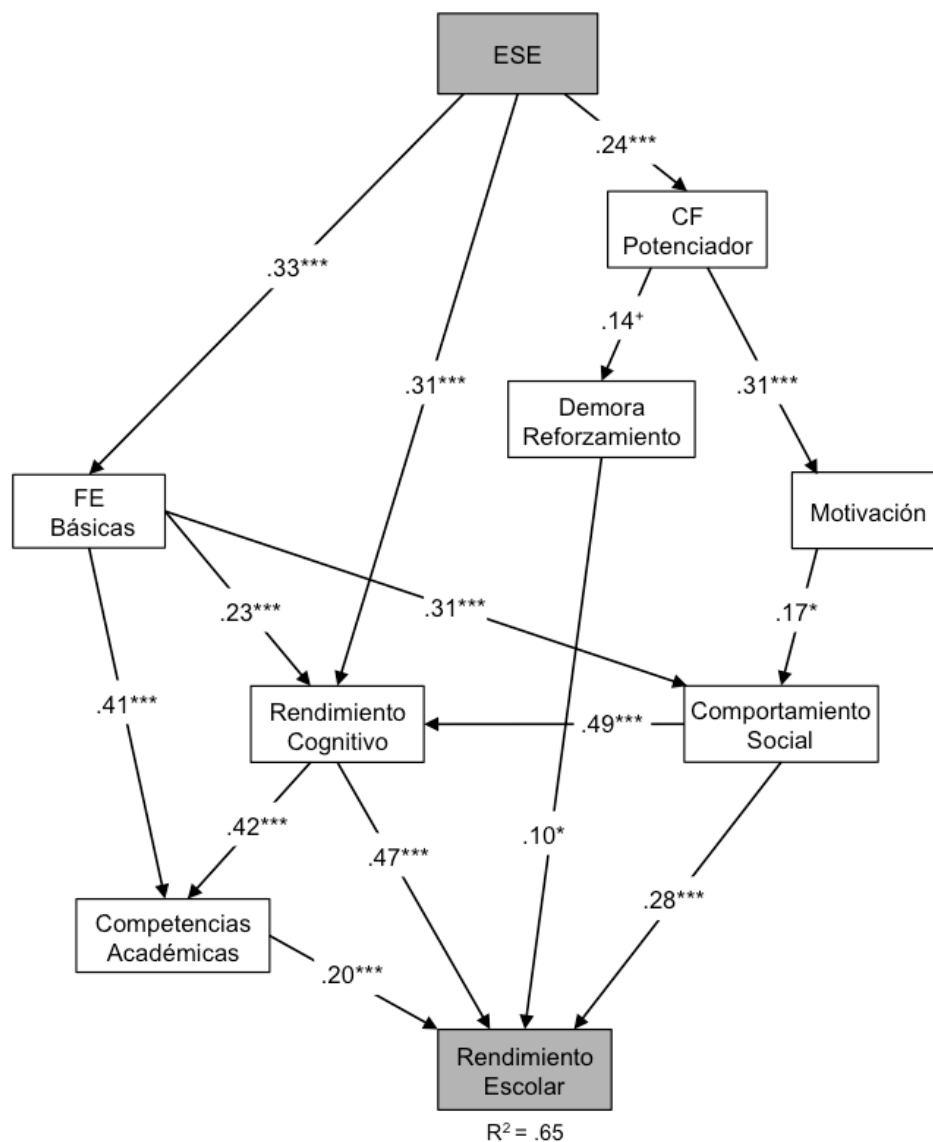 ESE
.24***
CF
Potenciador
.33***
.14⁺
.31***
.31***
Demora
Reforzamiento
FE
Básicas
Motivación
.23***
.31***
.17*
.41***
Rendimiento
Cognitivo
.49***
Comportamiento
Social
.42***
.47***
.10*
.28***
Competencias
Académicas
.20***
Rendimiento
Escolar
R² = .65